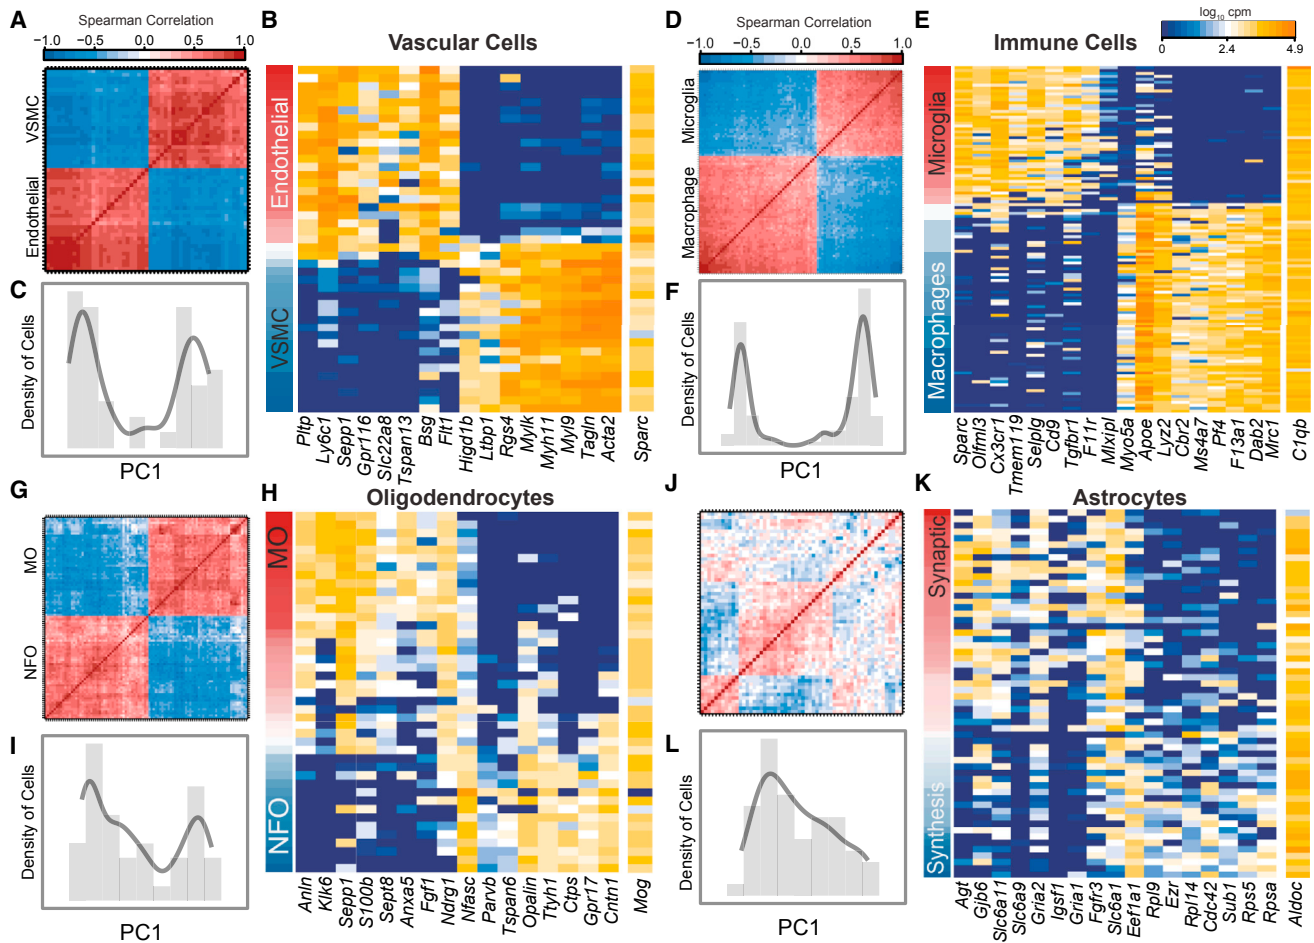 A
Spearman Correlation
−1.0 −0.5 0.0 0.5 1.0
VSMC
Endothelial
B
Vascular Cells
Endothelial
VSMC
Pltp
Ly6c1
Sepp1
Gpr116
Slc22a8
Tspan13
Bsg
Flt1
Higd1b
Ltbp1
Rgs4
Mylk
Myh11
Myl9
Tagln
Acta2
Sparc
C
Density of Cells
PC1
D
Spearman Correlation
−1.0 −0.5 0.0 0.5 1.0
Microglia
Macrophage
E
Immune Cells
log10 cpm
0 2.4 4.9
Microglia
Macrophages
Sparc
Olfml3
Cx3cr1
Tmem119
Selplg
Cd9
Tgfbr1
F11r
Mlxipl
Myo5a
Apoe
Lyz2
Cbr2
Ms4a7
Pf4
F13a1
Dab2
Mrc1
C1qb
F
Density of Cells
PC1
G
MO
NFO
H
Oligodendrocytes
MO
NFO
Anln
Klk6
Sepp1
S100b
Sept8
Anxa5
Fgf1
Ndrg1
Nfasc
Parvb
Tspan6
Opalin
Ttyh1
Ctps
Gpr17
Cntn1
Mog
I
Density of Cells
PC1
J
K
Astrocytes
Synaptic
Synthesis
Agt
Gjb6
Slc6a11
Slc6a9
Gria2
Igsf1
Gria1
Fgfr3
Slc6a1
Eef1a1
Rpl9
Ezr
Rpl14
Cdc42
Sub1
Rps5
Rpsa
Aldoc
L
Density of Cells
PC1